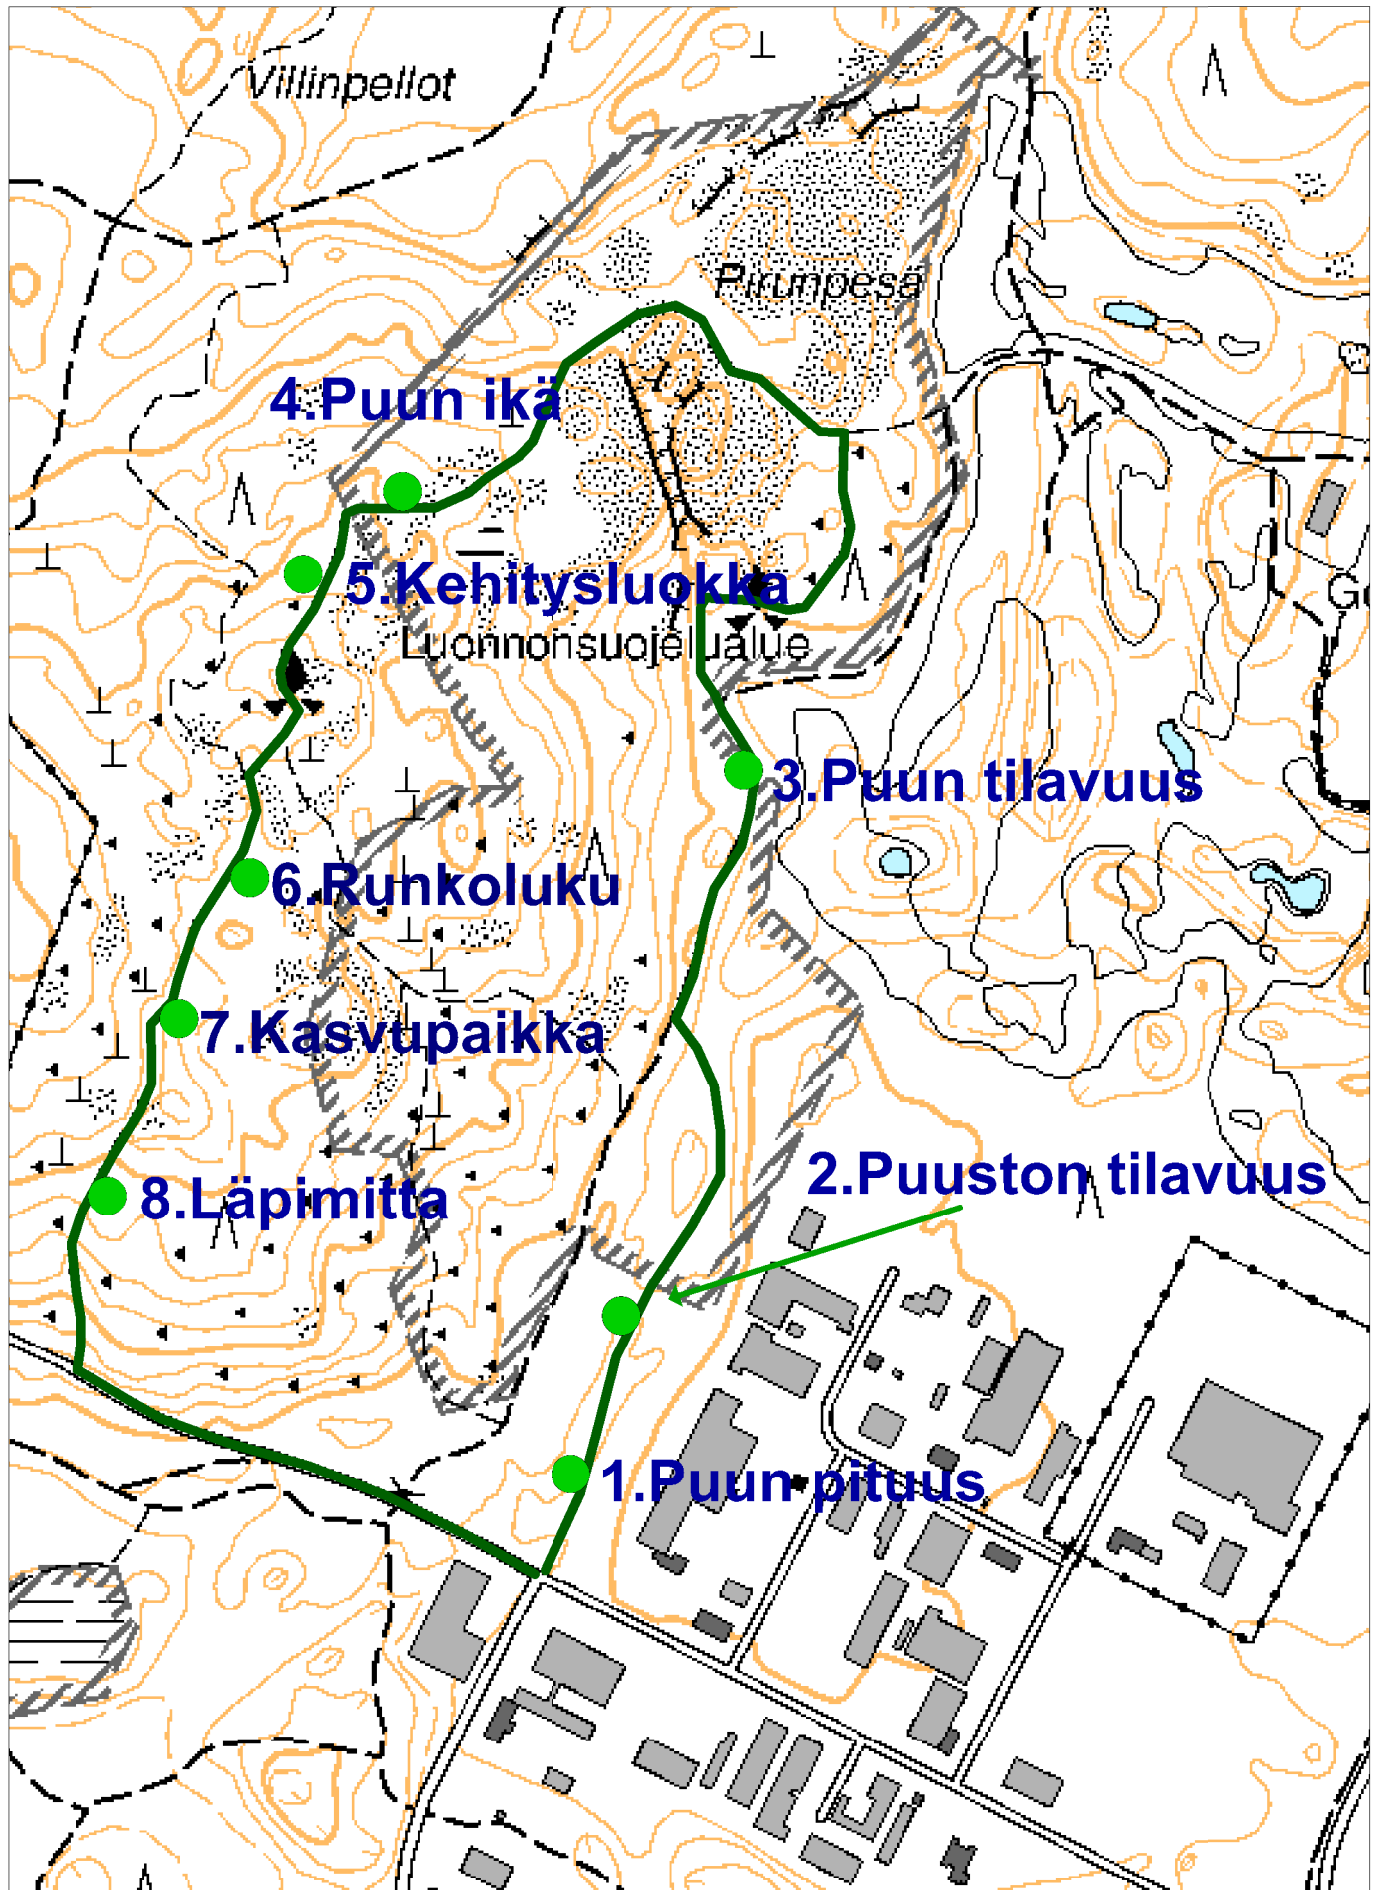 Villinpellot
Pirunpesä
4.Puun ikä
5.Kehitysluokka
Luonnonsuojelualue
3.Puun tilavuus
6.Runkoluku
7.Kasvupaikka
2.Puuston tilavuus
8.Läpimitta
1.Puun pituus